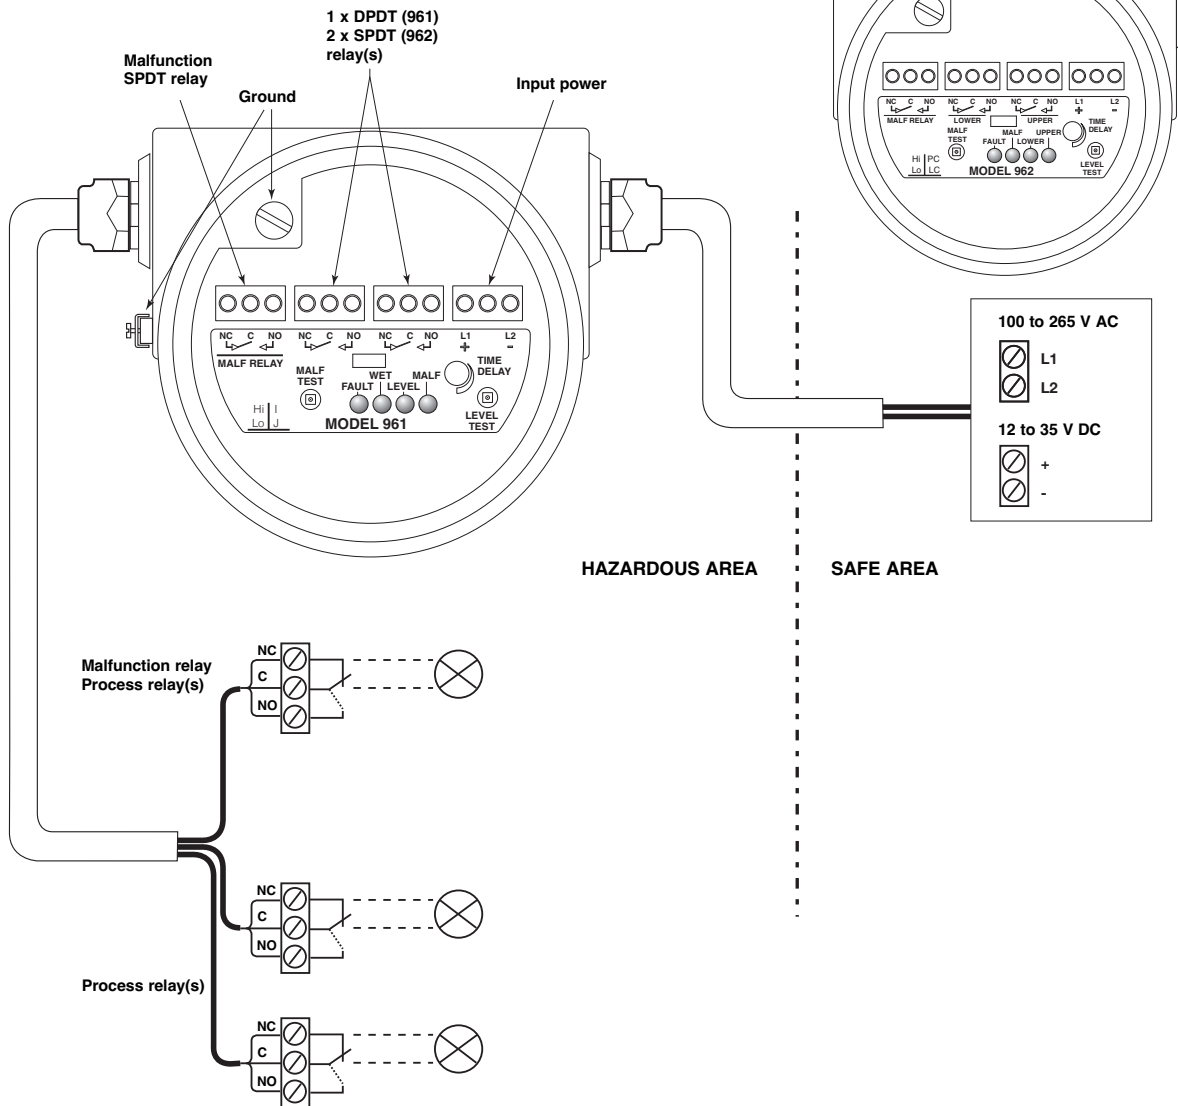 1 x DPDT (961)
2 x SPDT (962)
relay(s)
Malfunction
SPDT relay
Ground
Input power
NC C NO NC C NO NC C NO L1 L2
+ -
MALF RELAY LOWER UPPER
MALF
TEST
FAULT MALF LOWER UPPER
TIME
DELAY
LEVEL
TEST
Hi PC
Lo LC
MODEL 962
NC C NO NC C NO NC C NO L1 L2
+ -
MALF RELAY
MALF
TEST
FAULT WET LEVEL MALF
TIME
DELAY
LEVEL
TEST
Hi I
Lo J
MODEL 961
100 to 265 V AC
L1
L2
12 to 35 V DC
+
-
HAZARDOUS AREA
SAFE AREA
Malfunction relay
Process relay(s)
NC
C
NO
NC
C
NO
Process relay(s)
NC
C
NO